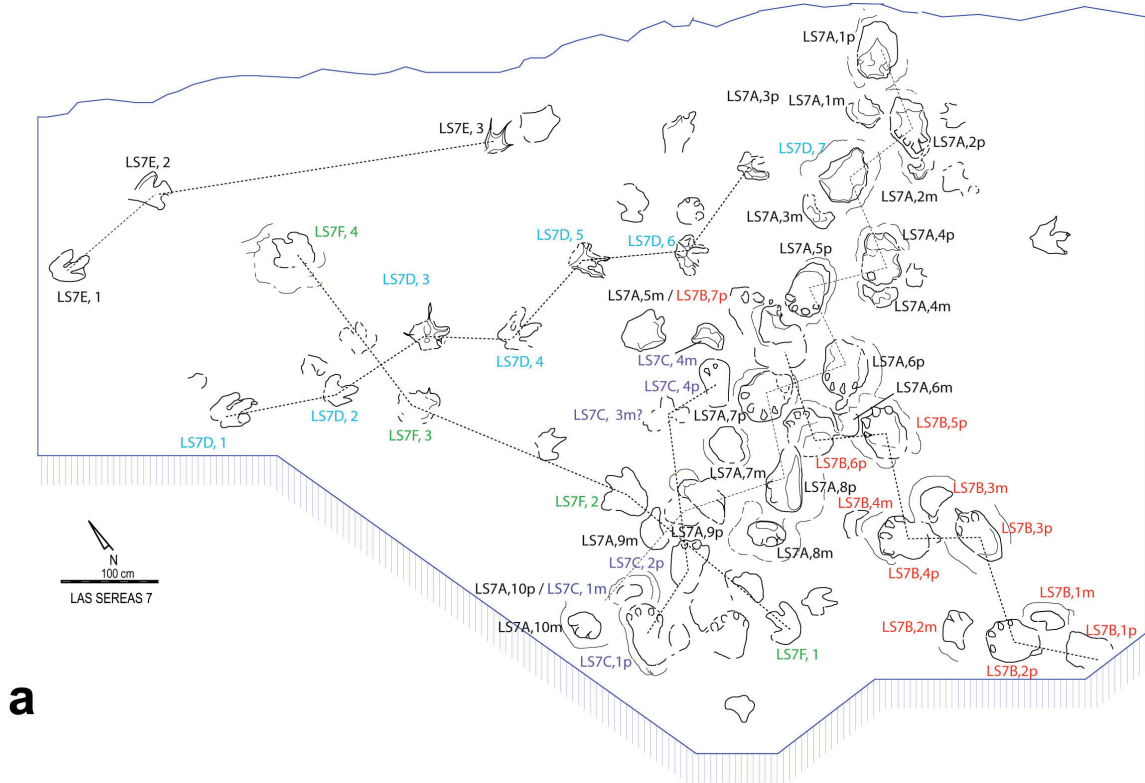 LS7A,1p
LS7A,3p
LS7A,1m
LS7E, 3
LS7A,2p
LS7E, 2
LS7D, 7
LS7A,2m
LS7A,3m
LS7F, 4
LS7D, 5
LS7D, 6
LS7A,4p
LS7A,5p
LS7E, 1
LS7D, 3
LS7A,5m / LS7B,7p
LS7A,4m
LS7D, 4
LS7C, 4m
LS7A,6p
LS7C, 4p
LS7A,6m
LS7D, 2
LS7C, 3m?
LS7A,7p
LS7B,5p
LS7D, 1
LS7F, 3
LS7B,6p
LS7A,7m
LS7F, 2
LS7A,8p
LS7B,4m
LS7B,3m
LS7B,3p
LS7A,9m
LS7A,9p
LS7A,8m
LS7C, 2p
LS7B,4p
N
100 cm
LAS SEREAS 7
LS7A,10p / LS7C, 1m
LS7B,1m
LS7A,10m
LS7B,2m
LS7B,1p
LS7C,1p
LS7F, 1
LS7B,2p
a